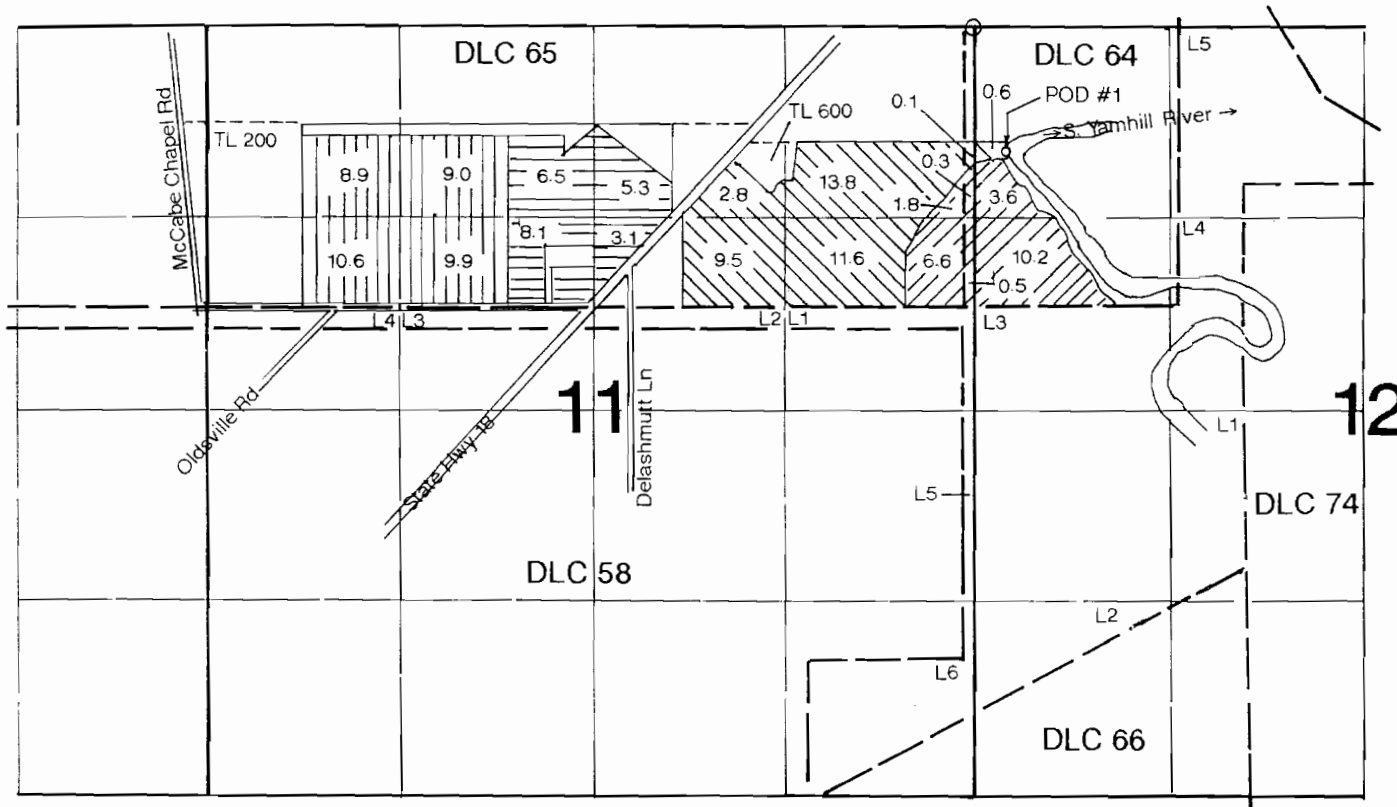 DLC 65
DLC 64
L5
McCabe Chapel Rd
TL 200
TL 600
0.1
0.6
POD #1
→S. Yamhill River →
8.9
9.0
6.5
5.3
2.8
13.8
0.3
1.8
3.6
8.1
3.1
L4
10.6
9.9
9.5
11.6
6.6
10.2
0.5
L4
L3
L2
L1
L3
Oldsville Rd
State Hwy 18
11
Delashmutt Ln
12
L1
L5
DLC 74
DLC 58
L2
L6
DLC 66